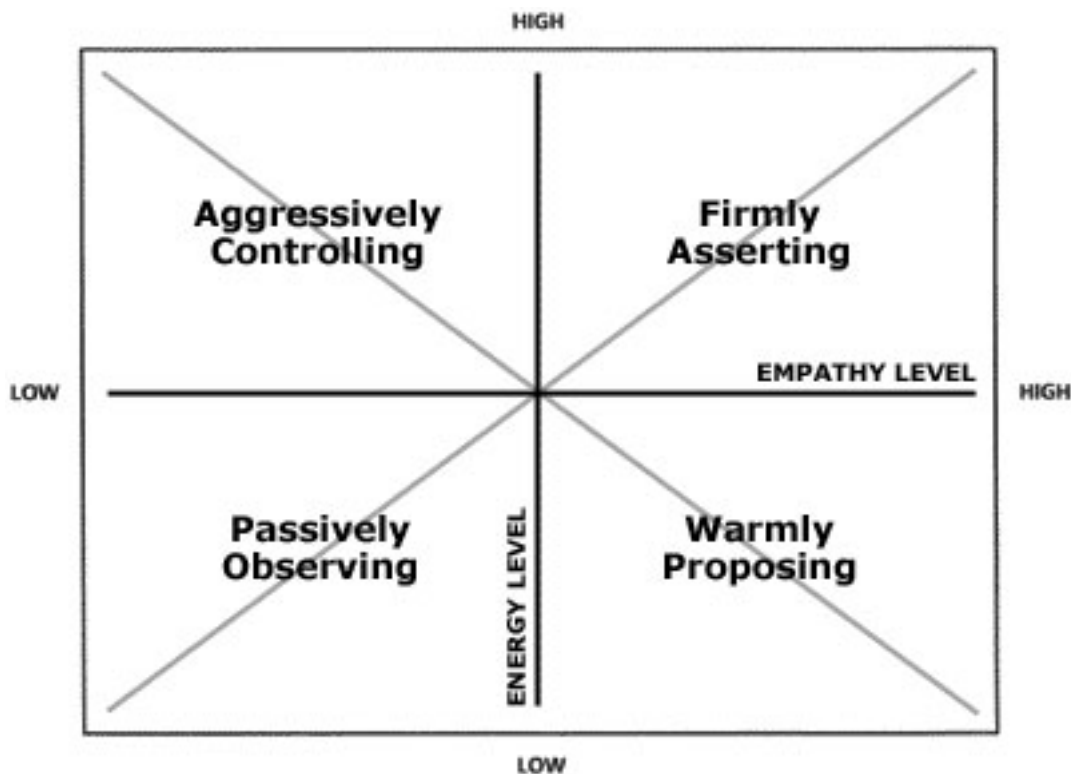 HIGH
Aggressively
Controlling
Firmly
Asserting
EMPATHY LEVEL
LOW
HIGH
Passively
Observing
ENERGY LEVEL
Warmly
Proposing
LOW